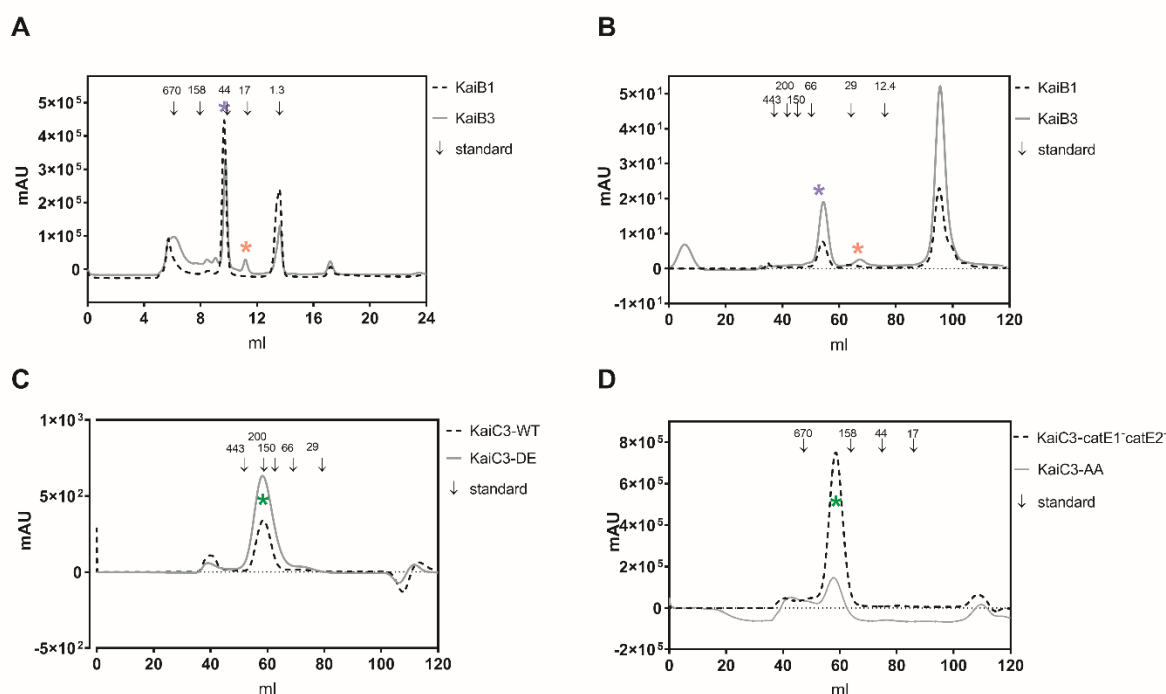 A
670 158 44 17 1.3
*
*
5×10⁵
4×10⁵
3×10⁵
2×10⁵
1×10⁵
0
mAU
0 4 8 12 16 20 24
ml
KaiB1
KaiB3
↓ standard
B
200 66 29 12.4
443 150
*
*
5×10¹
4×10¹
3×10¹
2×10¹
1×10¹
0
-1×10¹
mAU
0 20 40 60 80 100 120
ml
KaiB1
KaiB3
↓ standard
C
200
443 150 66 29
*
1×10³
5×10²
0
-5×10²
mAU
0 20 40 60 80 100 120
ml
KaiC3-WT
KaiC3-DE
↓ standard
D
670 158 44 17
*
8×10⁵
6×10⁵
4×10⁵
2×10⁵
0
-2×10⁵
mAU
0 20 40 60 80 100 120
ml
KaiC3-catE1⁻catE2⁻
KaiC3-AA
↓ standard